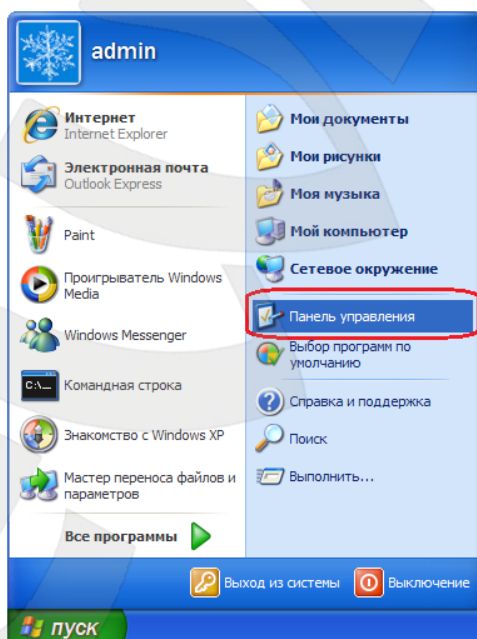 admin
Интернет
Internet Explorer
Электронная почта
Outlook Express
Paint
Проигрыватель Windows
Media
Windows Messenger
C:\_
Командная строка
Знакомство с Windows XP
Мастер переноса файлов и
параметров
Все программы
Мои документы
Мои рисунки
Моя музыка
Мой компьютер
Сетевое окружение
Панель управления
Выбор программ по
умолчанию
Справка и поддержка
Поиск
Выполнить...
Выход из системы
Выключение
пуск